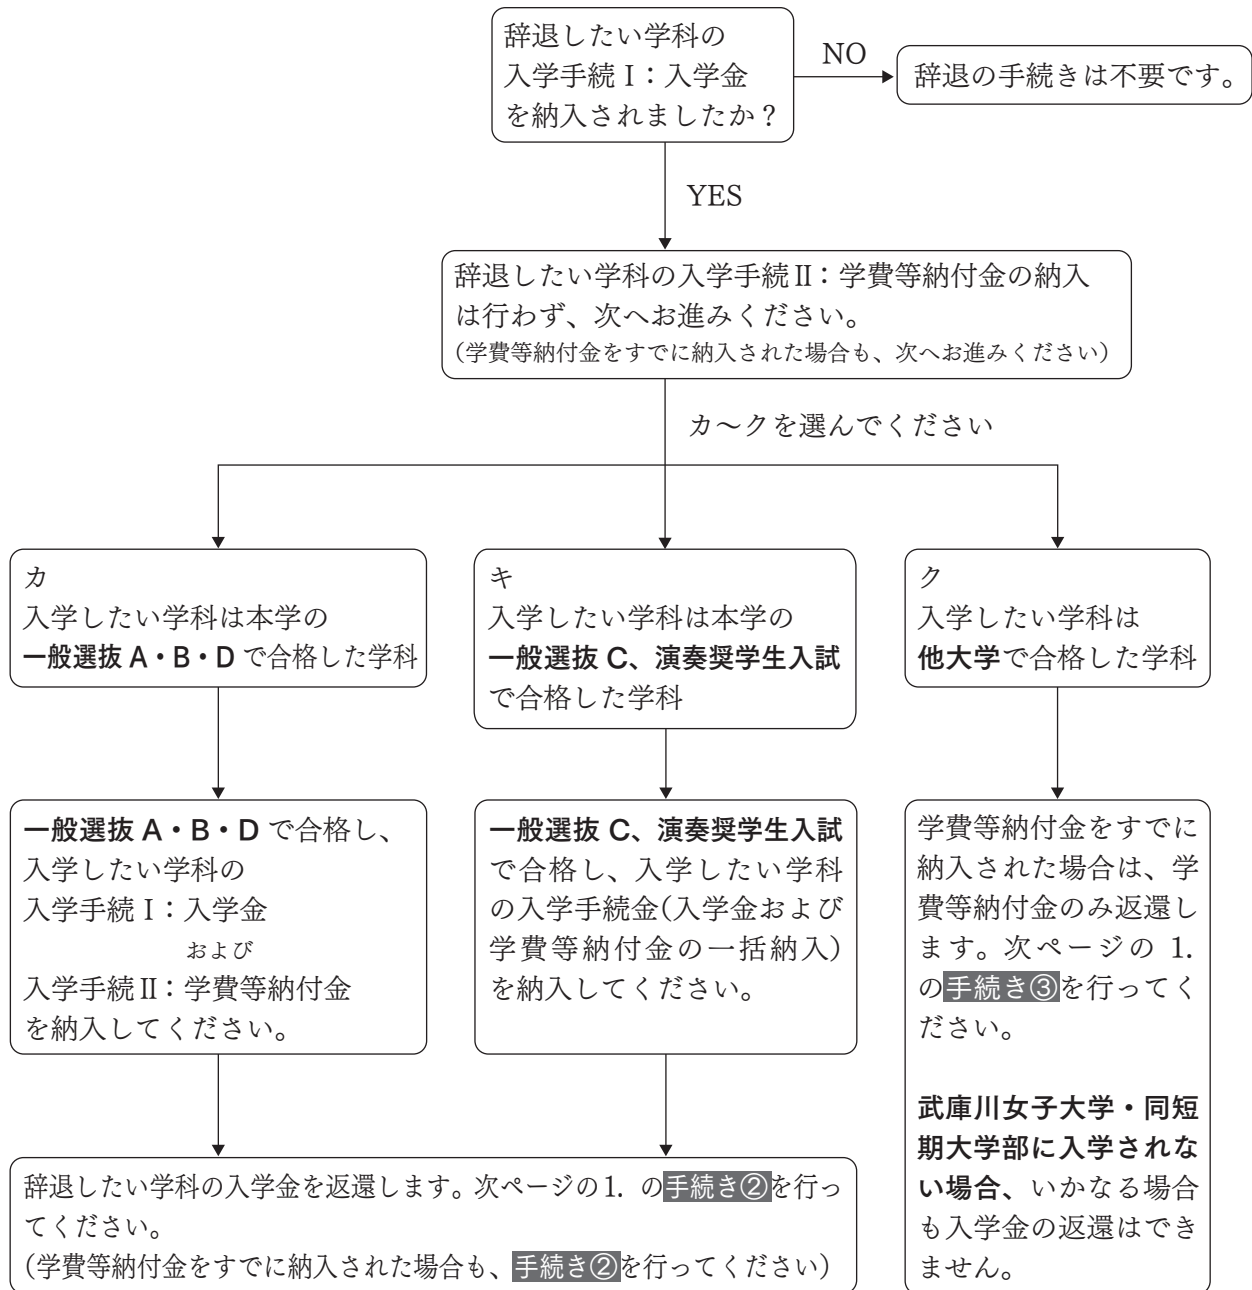 辞退したい学科の
入学手続Ⅰ：入学金
を納入されましたか？
NO
辞退の手続きは不要です。
YES
辞退したい学科の入学手続Ⅱ：学費等納付金の納入
は行わず、次へお進みください。
（学費等納付金をすでに納入された場合も、次へお進みください）
カ～クを選んでください
カ
入学したい学科は本学の
一般選抜 A・B・D で合格した学科
キ
入学したい学科は本学の
一般選抜 C、演奏奨学生入試
で合格した学科
ク
入学したい学科は
他大学で合格した学科
一般選抜 A・B・D で合格し、
入学したい学科の
入学手続Ⅰ：入学金
および
入学手続Ⅱ：学費等納付金
を納入してください。
一般選抜 C、演奏奨学生入試
で合格し、入学したい学科
の入学手続金(入学金および
学費等納付金の一括納入)
を納入してください。
学費等納付金をすでに
納入された場合は、学
費等納付金のみ返還し
ます。次ページの 1.
の手続き③を行ってく
ださい。
武庫川女子大学・同短
期大学部に入学されな
い場合、いかなる場合
も入学金の返還はでき
ません。
辞退したい学科の入学金を返還します。次ページの1. の手続き②を行っ
てください。
（学費等納付金をすでに納入された場合も、手続き②を行ってください）